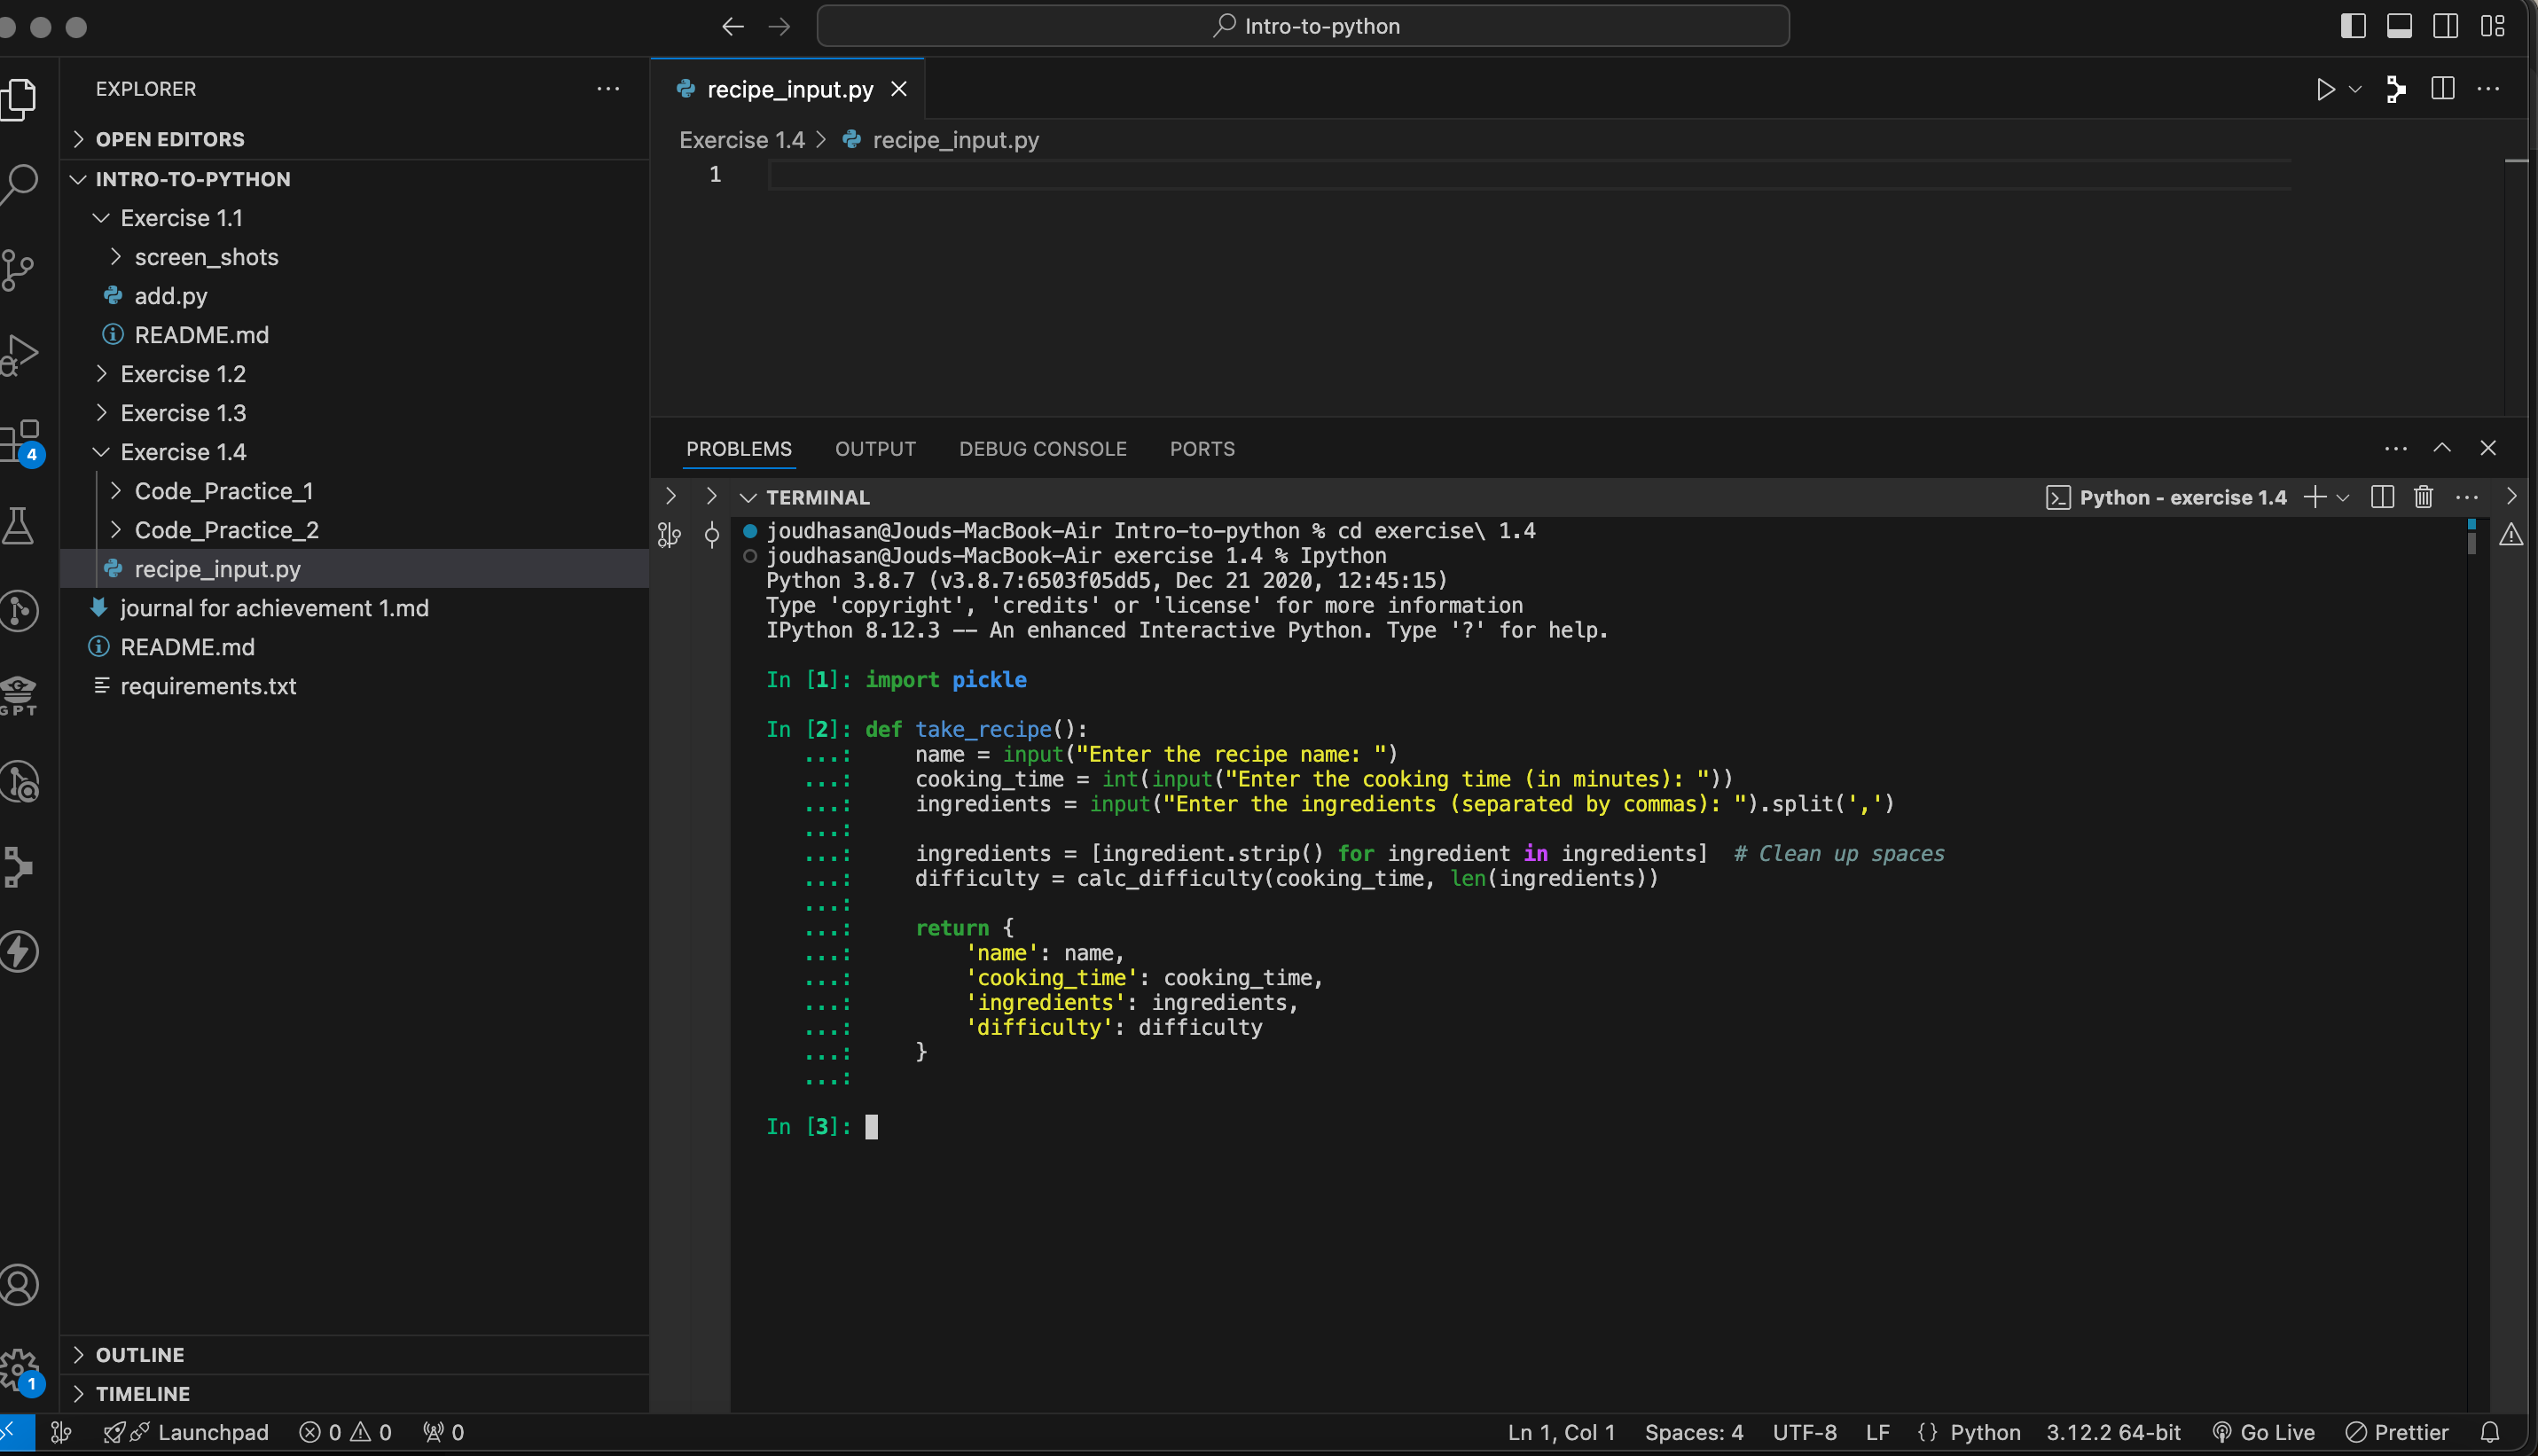 Intro-to-python
EXPLORER
OPEN EDITORS
INTRO-TO-PYTHON
Exercise 1.1
screen_shots
add.py
README.md
Exercise 1.2
Exercise 1.3
Exercise 1.4
Code_Practice_1
Code_Practice_2
recipe_input.py
journal for achievement 1.md
README.md
requirements.txt
OUTLINE
TIMELINE
4
GPT
1
recipe_input.py
Exercise 1.4 > recipe_input.py
1
PROBLEMS OUTPUT DEBUG CONSOLE PORTS
TERMINAL
Python - exercise 1.4
joudhasan@Jouds-MacBook-Air Intro-to-python % cd exercise\ 1.4
joudhasan@Jouds-MacBook-Air exercise 1.4 % Ipython
Python 3.8.7 (v3.8.7:6503f05dd5, Dec 21 2020, 12:45:15)
Type 'copyright', 'credits' or 'license' for more information
IPython 8.12.3 -- An enhanced Interactive Python. Type '?' for help.
In [1]: import pickle
In [2]: def take_recipe():
...:     name = input("Enter the recipe name: ")
...:     cooking_time = int(input("Enter the cooking time (in minutes): "))
...:     ingredients = input("Enter the ingredients (separated by commas): ").split(',')
...:
...:     ingredients = [ingredient.strip() for ingredient in ingredients]  # Clean up spaces
...:     difficulty = calc_difficulty(cooking_time, len(ingredients))
...:
...:     return {
...:         'name': name,
...:         'cooking_time': cooking_time,
...:         'ingredients': ingredients,
...:         'difficulty': difficulty
...:     }
...:
In [3]:
Launchpad 0 0 0 Ln 1, Col 1 Spaces: 4 UTF-8 LF {} Python 3.12.2 64-bit Go Live Prettier